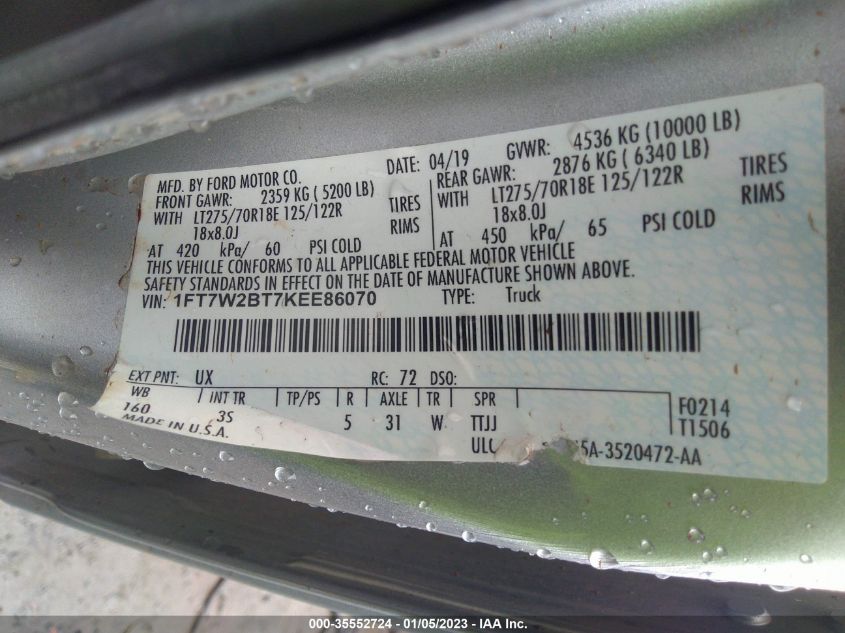 MFD. BY FORD MOTOR CO.
DATE: 04/19 GVWR: 4536 KG (10000 LB)
FRONT GAWR: 2359 KG ( 5200 LB)
REAR GAWR: 2876 KG ( 6340 LB)
WITH LT275/70R18E 125/122R TIRES
WITH LT275/70R18E 125/122R TIRES
18x8.0J RIMS
18x8.0J RIMS
AT 420 kPa/ 60 PSI COLD
AT 450 kPa/ 65 PSI COLD
THIS VEHICLE CONFORMS TO ALL APPLICABLE FEDERAL MOTOR VEHICLE
SAFETY STANDARDS IN EFFECT ON THE DATE OF MANUFACTURE SHOWN ABOVE.
VIN: 1FT7W2BT7KEE86070 TYPE: Truck
EXT PNT: UX RC: 72 DSO:
WB INT TR TP/PS R AXLE TR SPR
160 3S 5 31 W TTJJ
F0214
T1506
MADE IN U.S.A. ULC 5A-3520472-AA
000-35552724 - 01/05/2023 - IAA Inc.